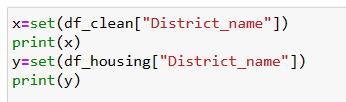 x=set(df_clean["District_name"])
print(x)
y=set(df_housing["District_name"])
print(y)